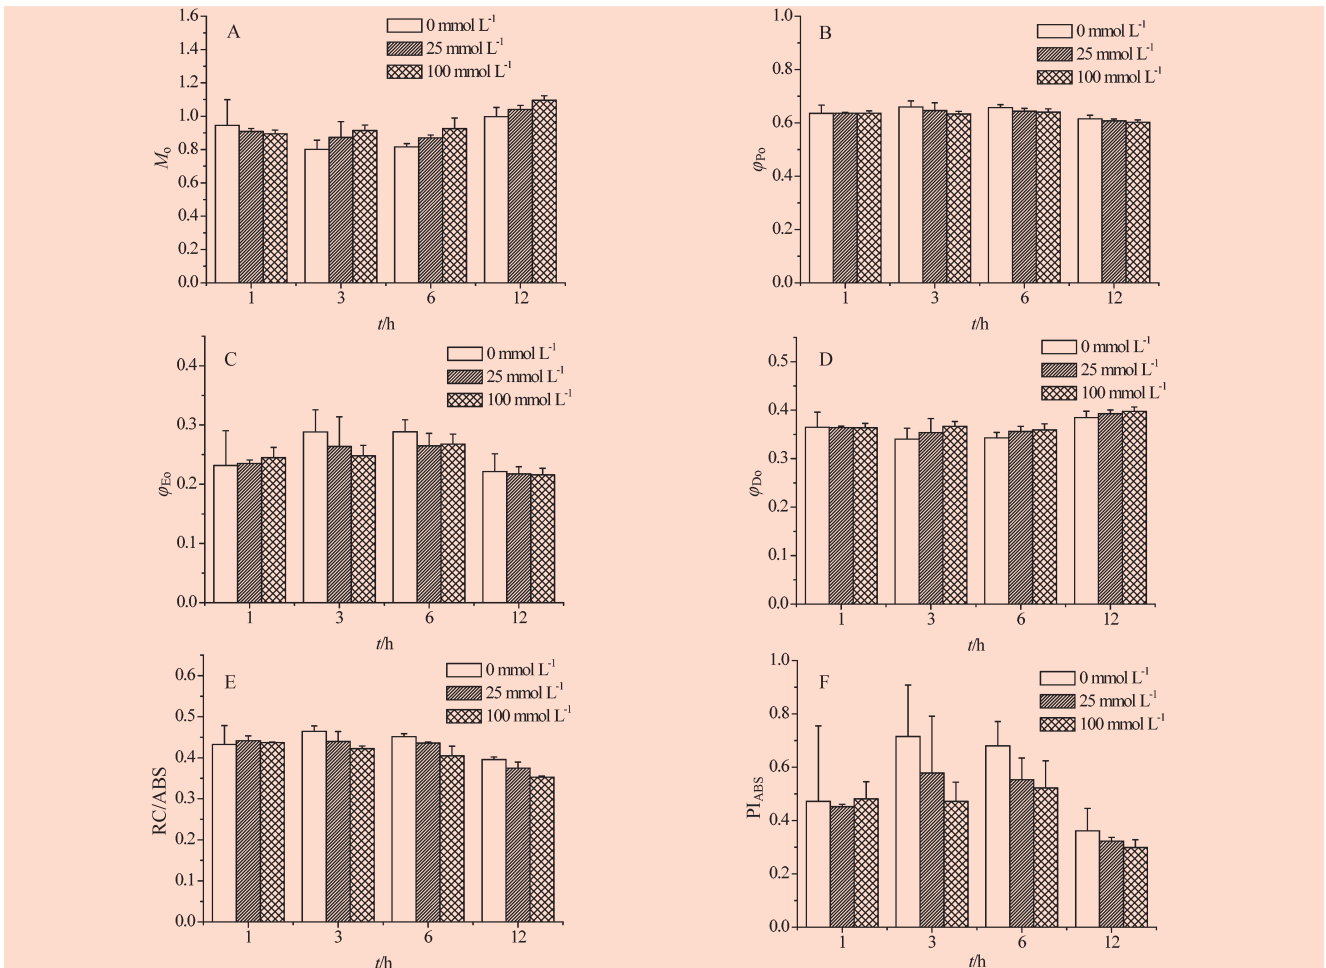 A
0 mmol L⁻¹
25 mmol L⁻¹
100 mmol L⁻¹
1.6
1.4
1.2
1.0
0.8
0.6
0.4
0.2
0.0
Mo
1 3 6 12
t/h
B
0 mmol L⁻¹
25 mmol L⁻¹
100 mmol L⁻¹
1.0
0.8
0.6
0.4
0.2
0.0
φPo
1 3 6 12
t/h
C
0 mmol L⁻¹
25 mmol L⁻¹
100 mmol L⁻¹
0.4
0.3
0.2
0.1
0.0
φEo
1 3 6 12
t/h
D
0 mmol L⁻¹
25 mmol L⁻¹
100 mmol L⁻¹
0.5
0.4
0.3
0.2
0.1
0.0
φDo
1 3 6 12
t/h
E
0 mmol L⁻¹
25 mmol L⁻¹
100 mmol L⁻¹
0.6
0.5
0.4
0.3
0.2
0.1
0.0
RC/ABS
1 3 6 12
t/h
F
0 mmol L⁻¹
25 mmol L⁻¹
100 mmol L⁻¹
1.0
0.8
0.6
0.4
0.2
0.0
PIABS
1 3 6 12
t/h